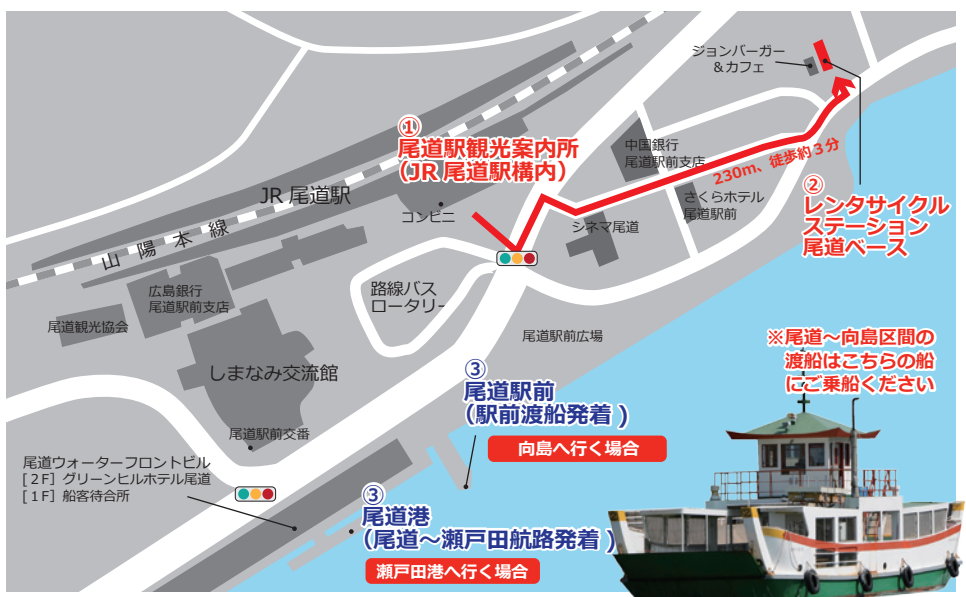 ジョンバーガー
＆カフェ
①
尾道駅観光案内所
（JR 尾道駅構内）
中国銀行
尾道駅前支店
230m、徒歩約３分
②
レンタサイクル
ステーション
尾道ベース
さくらホテル
尾道駅前
JR 尾道駅
コンビニ
シネマ尾道
山陽本線
広島銀行
尾道駅前支店
路線バス
ロータリー
尾道観光協会
尾道駅前広場
※尾道～向島区間の
渡船はこちらの船
にご乗船ください
しまなみ交流館
③
尾道駅前
（駅前渡船発着 )
向島へ行く場合
尾道駅前交番
尾道ウォーターフロントビル
[２F］グリーンヒルホテル尾道
[１F］船客待合所
③
尾道港
（尾道～瀬戸田航路発着 )
瀬戸田港へ行く場合